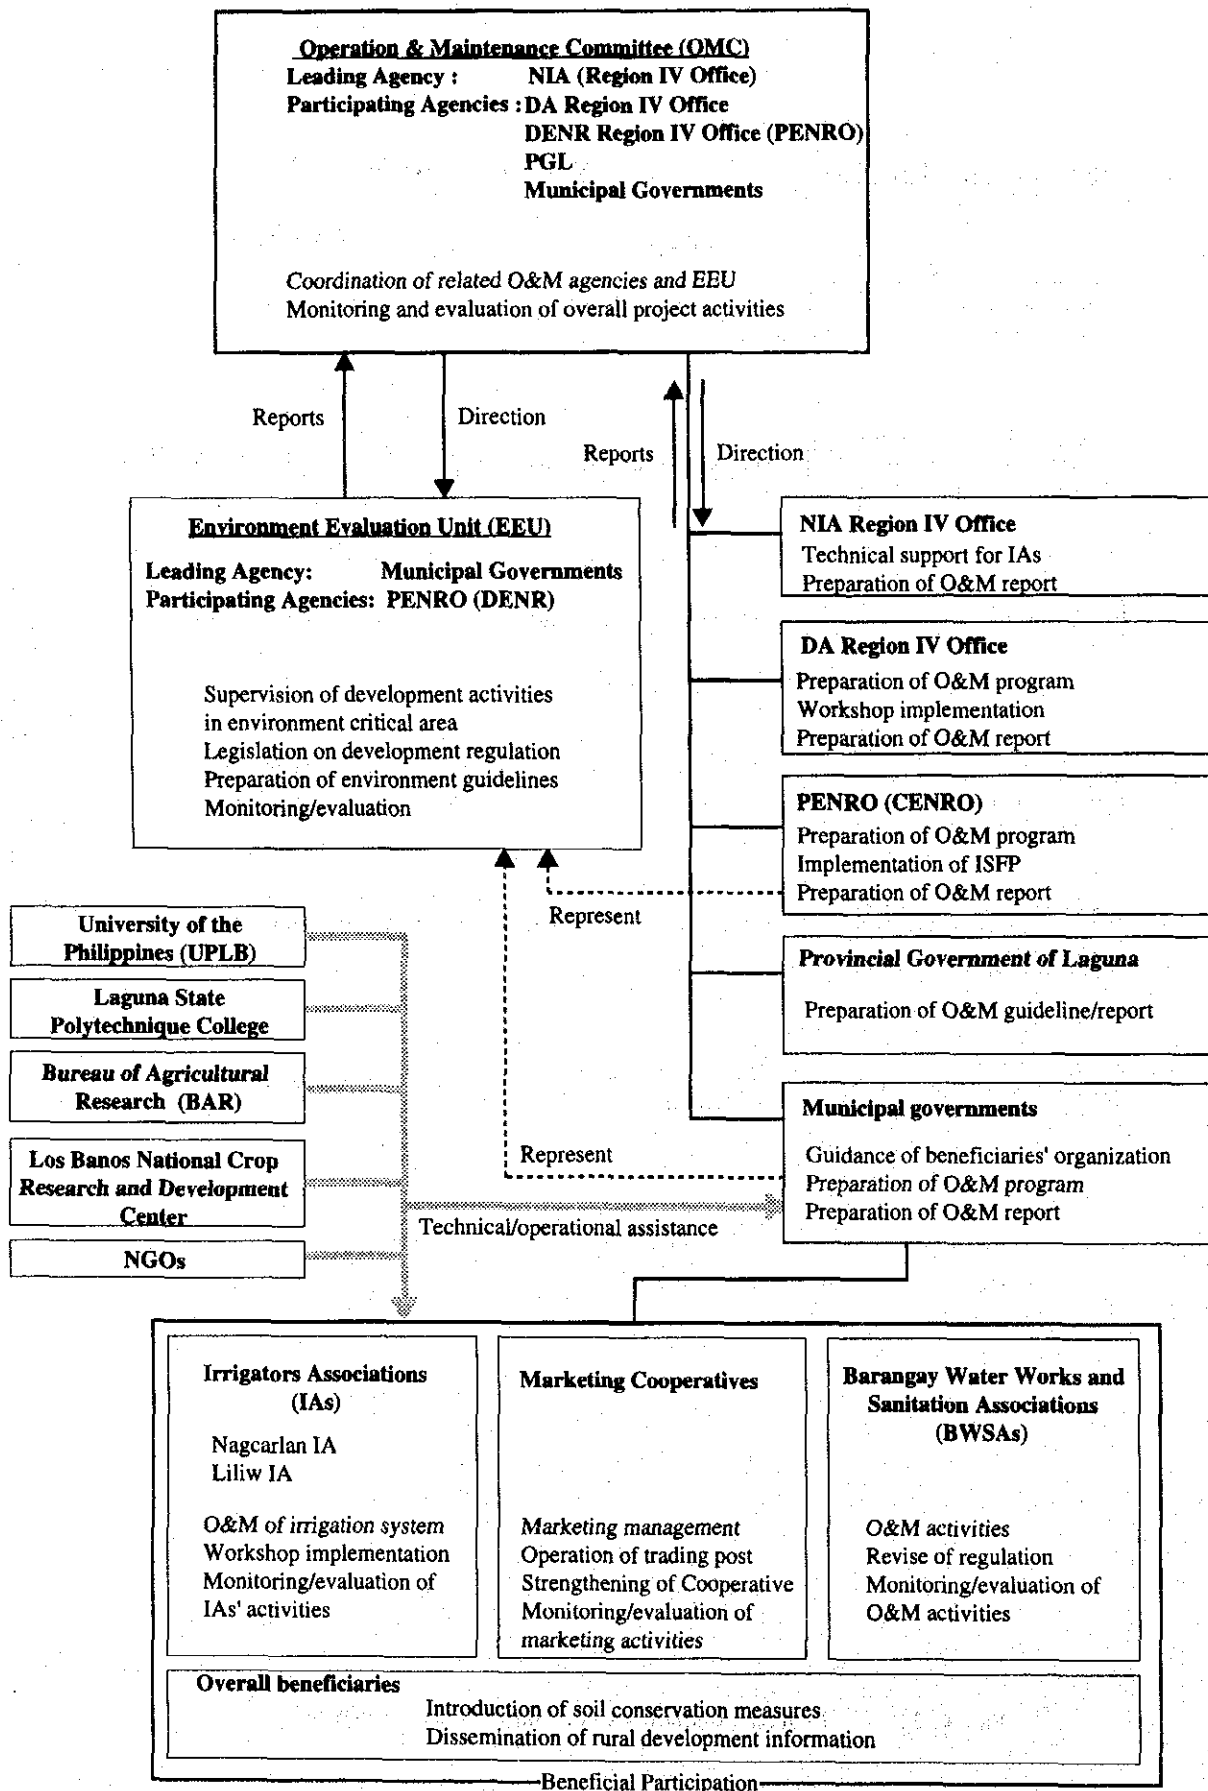 Operation & Maintenance Committee (OMC)
Leading Agency : NIA (Region IV Office)
Participating Agencies : DA Region IV Office
DENR Region IV Office (PENRO)
PGL
Municipal Governments
Coordination of related O&M agencies and EEU
Monitoring and evaluation of overall project activities
Reports
Direction
Reports
Direction
Environment Evaluation Unit (EEU)
Leading Agency: Municipal Governments
Participating Agencies: PENRO (DENR)
Supervision of development activities
in environment critical area
Legislation on development regulation
Preparation of environment guidelines
Monitoring/evaluation
NIA Region IV Office
Technical support for IAs
Preparation of O&M report
DA Region IV Office
Preparation of O&M program
Workshop implementation
Preparation of O&M report
PENRO (CENRO)
Preparation of O&M program
Implementation of ISFP
Preparation of O&M report
Represent
Provincial Government of Laguna
Preparation of O&M guideline/report
Municipal governments
Guidance of beneficiaries' organization
Preparation of O&M program
Preparation of O&M report
Represent
University of the
Philippines (UPLB)
Laguna State
Polytechnique College
Bureau of Agricultural
Research (BAR)
Los Banos National Crop
Research and Development
Center
NGOs
Technical/operational assistance
Irrigators Associations
(IAs)
Nagcarlan IA
Liliw IA
O&M of irrigation system
Workshop implementation
Monitoring/evaluation of
IAs' activities
Marketing Cooperatives
Marketing management
Operation of trading post
Strengthening of Cooperative
Monitoring/evaluation of
marketing activities
Barangay Water Works and
Sanitation Associations
(BWSAs)
O&M activities
Revise of regulation
Monitoring/evaluation of
O&M activities
Overall beneficiaries
Introduction of soil conservation measures
Dissemination of rural development information
Beneficial Participation